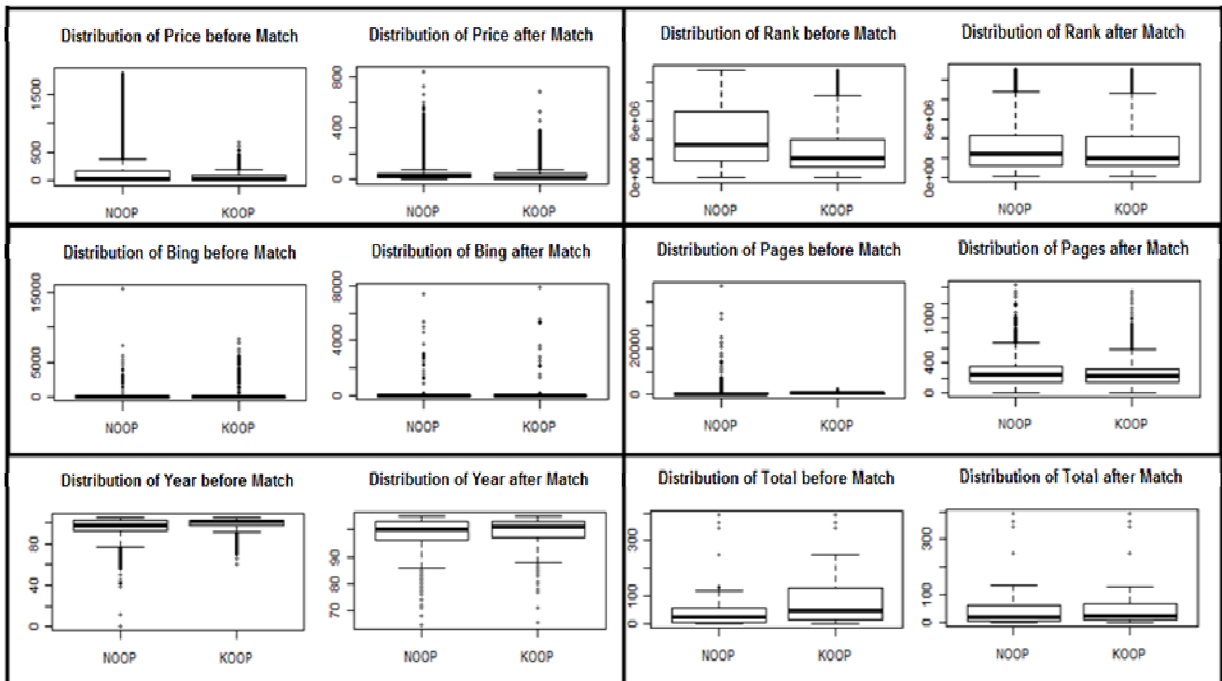 Distribution of Price before Match
1500
500
0
NOOP
KOOP
Distribution of Price after Match
800
400
0
NOOP
KOOP
Distribution of Rank before Match
6e+06
0e+00
NOOP
KOOP
Distribution of Rank after Match
6e+06
0e+00
NOOP
KOOP
Distribution of Bing before Match
15000
5000
0
NOOP
KOOP
Distribution of Bing after Match
8000
4000
0
NOOP
KOOP
Distribution of Pages before Match
20000
0
NOOP
KOOP
Distribution of Pages after Match
1000
400
0
NOOP
KOOP
Distribution of Year before Match
80
40
0
NOOP
KOOP
Distribution of Year after Match
90
80
70
NOOP
KOOP
Distribution of Total before Match
300
100
0
NOOP
KOOP
Distribution of Total after Match
300
100
0
NOOP
KOOP